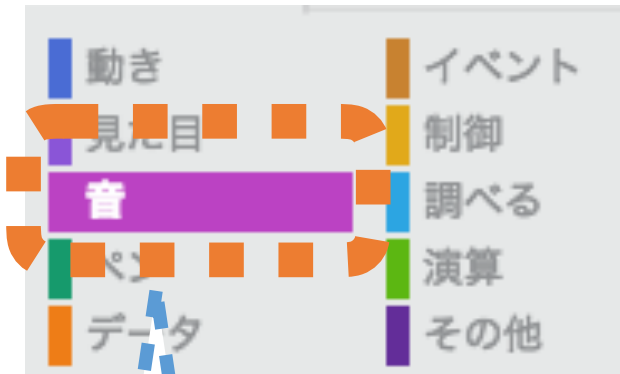 動き
見た目
音
ペン
データ
イベント
制御
調べる
演算
その他